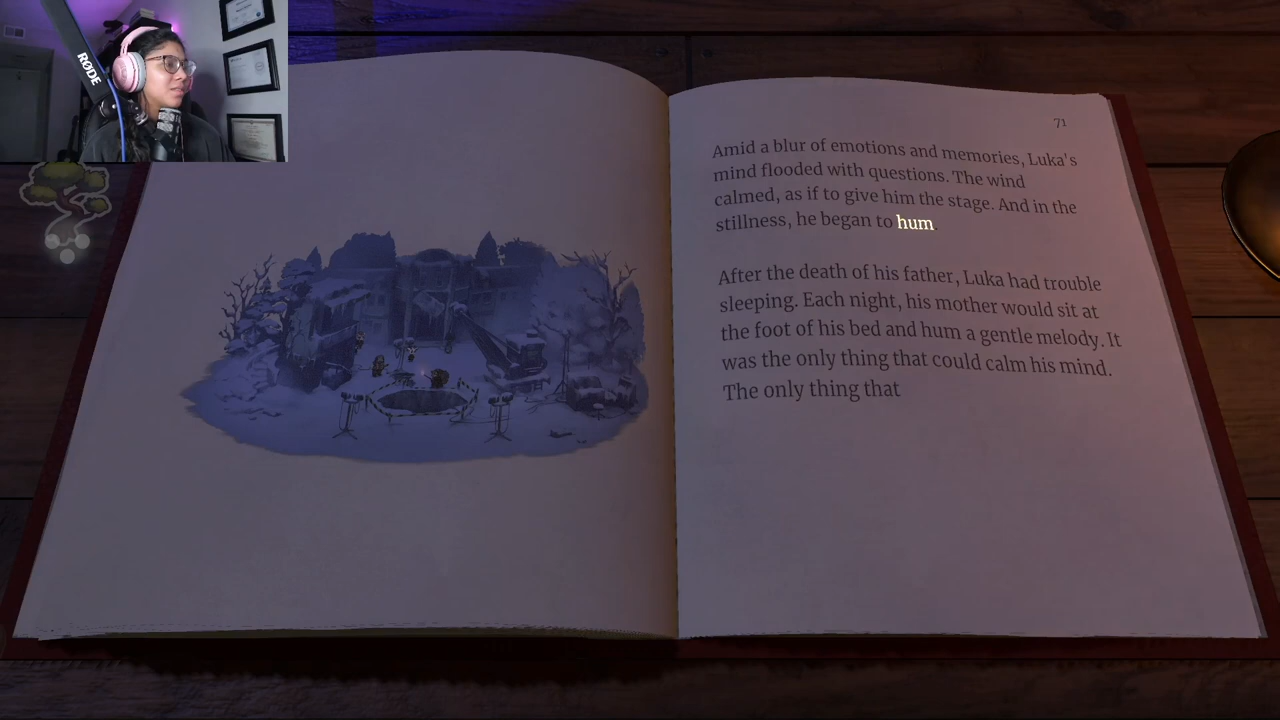 RØDE
71
Amid a blur of emotions and memories, Luka's
mind flooded with questions. The wind
calmed, as if to give him the stage. And in the
stillness, he began to hum
After the death of his father, Luka had trouble
sleeping. Each night, his mother would sit at
the foot of his bed and hum a gentle melody. It
was the only thing that could calm his mind.
The only thing that